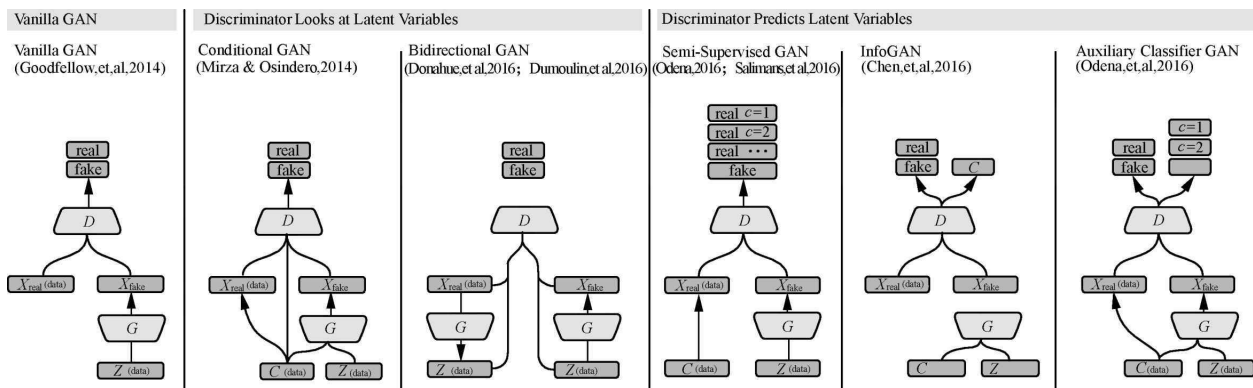 Vanilla GAN
Discriminator Looks at Latent Variables
Discriminator Predicts Latent Variables
Vanilla GAN
(Goodfellow,et,al,2014)
real
fake
D
Xreal (data)
Xfake
G
Z (data)
Conditional GAN
(Mirza & Osindero,2014)
real
fake
D
Xreal (data)
Xfake
G
C (data)
Z (data)
Bidirectional GAN
(Donahue,et,al,2016；Dumoulin,et,al,2016)
real
fake
D
Xreal (data)
Xfake
G
G
Z (data)
Z (data)
Semi-Supervised GAN
(Odena,2016；Salimans,et al,2016)
real c=1
real c=2
real ⋯
fake
D
Xreal (data)
Xfake
G
C (data)
Z (data)
InfoGAN
(Chen,et,al,2016)
real
fake
C
D
Xreal (data)
Xfake
G
C
Z
Auxiliary Classifier GAN
(Odena,et,al,2016)
real
fake
c=1
c=2
D
Xreal (data)
Xfake
G
C(data)
Z (data)